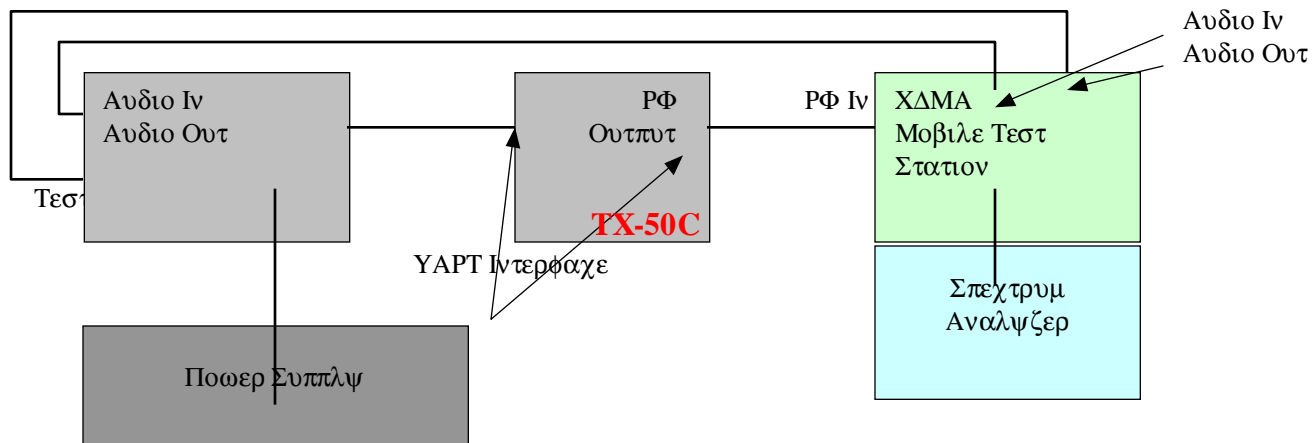 Αυδιο Ιν
Αυδιο Ουτ
Αυδιο Ιν
Αυδιο Ουτ
ΡΦ
Ουτπυτ
ΡΦ Ιν
ΧΔΜΑ
Μοβιλε Τεστ
Στατιον
Τεστ
TX-50C
ΥΑΡΤ Ιντερφαχε
Σπεχτρυμ
Αναλψζερ
Ποωερ Συππλψ